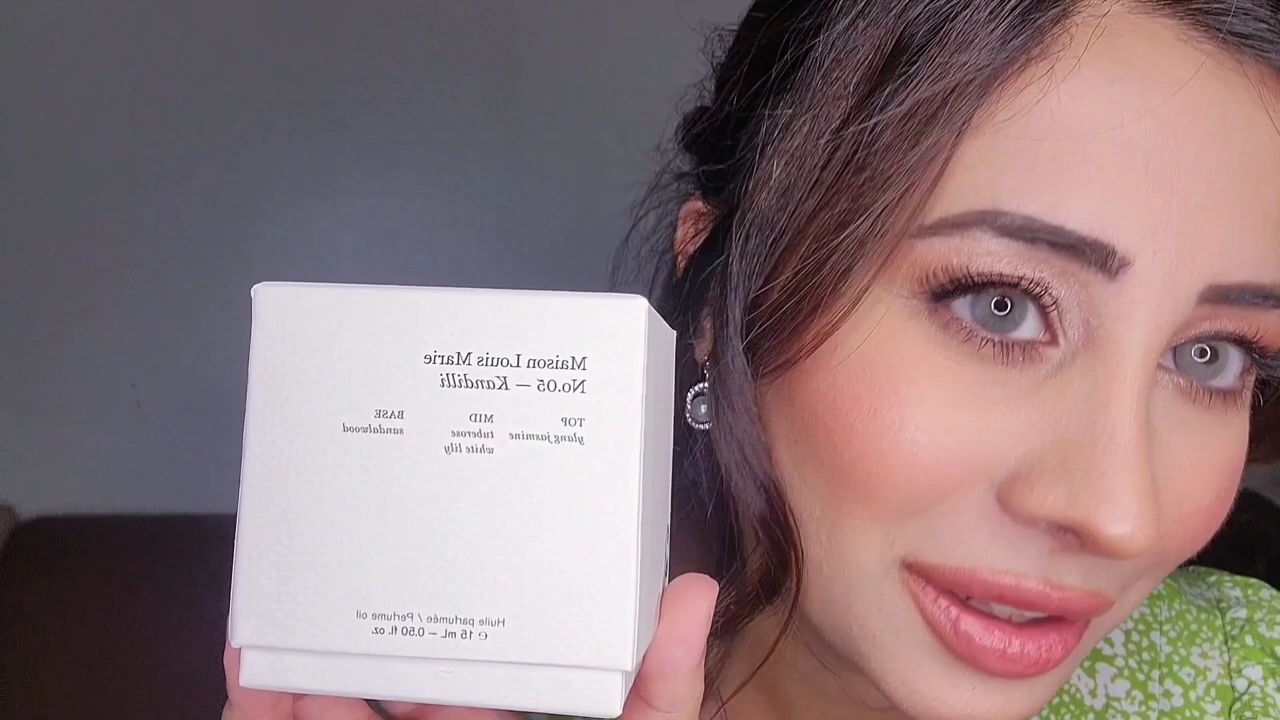 Maison Louis Marie
No.05 — Kandilli
TOP MID BASE
ylang jasmine tuberose sandalwood
white lily
Huile parfumée / Perfume oil
℮ 15 mL – 0.50 fl. oz.